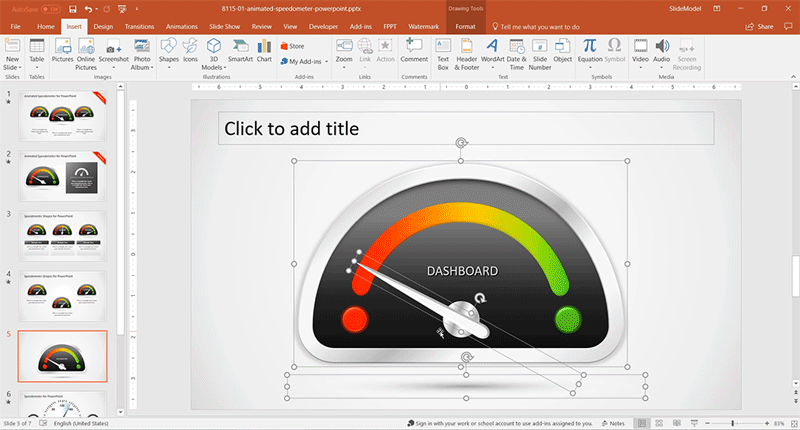 AutoSave Off
8115-01-animated-speedometer-powerpoint.pptx
Drawing Tools
SlideModel
File Home Insert Design Transitions Animations Slide Show Review View Developer Add-ins FPPT Watermark Format Tell me what you want to do Share
New Slide Table Pictures Online Pictures Screenshot Photo Album Shapes Icons 3D Models SmartArt Chart Store My Add-ins Zoom Link Action Comment Text Box Header & Footer WordArt Date & Time Slide Number Object Equation Symbol Video Audio Screen Recording
Slides Tables Images Illustrations Add-ins Links Comments Text Symbols Media
1
Animated Speedometer for PowerPoint
2
Animated Speedometer for PowerPoint
3
Speedometer Shapes for PowerPoint
4
Speedometer Shapes for PowerPoint
5
6
Speedometer for PowerPoint
Click to add title
DASHBOARD
Slide 5 of 7 English (United States) Sign in with your work or school account to use add-ins assigned to you. Notes 83%